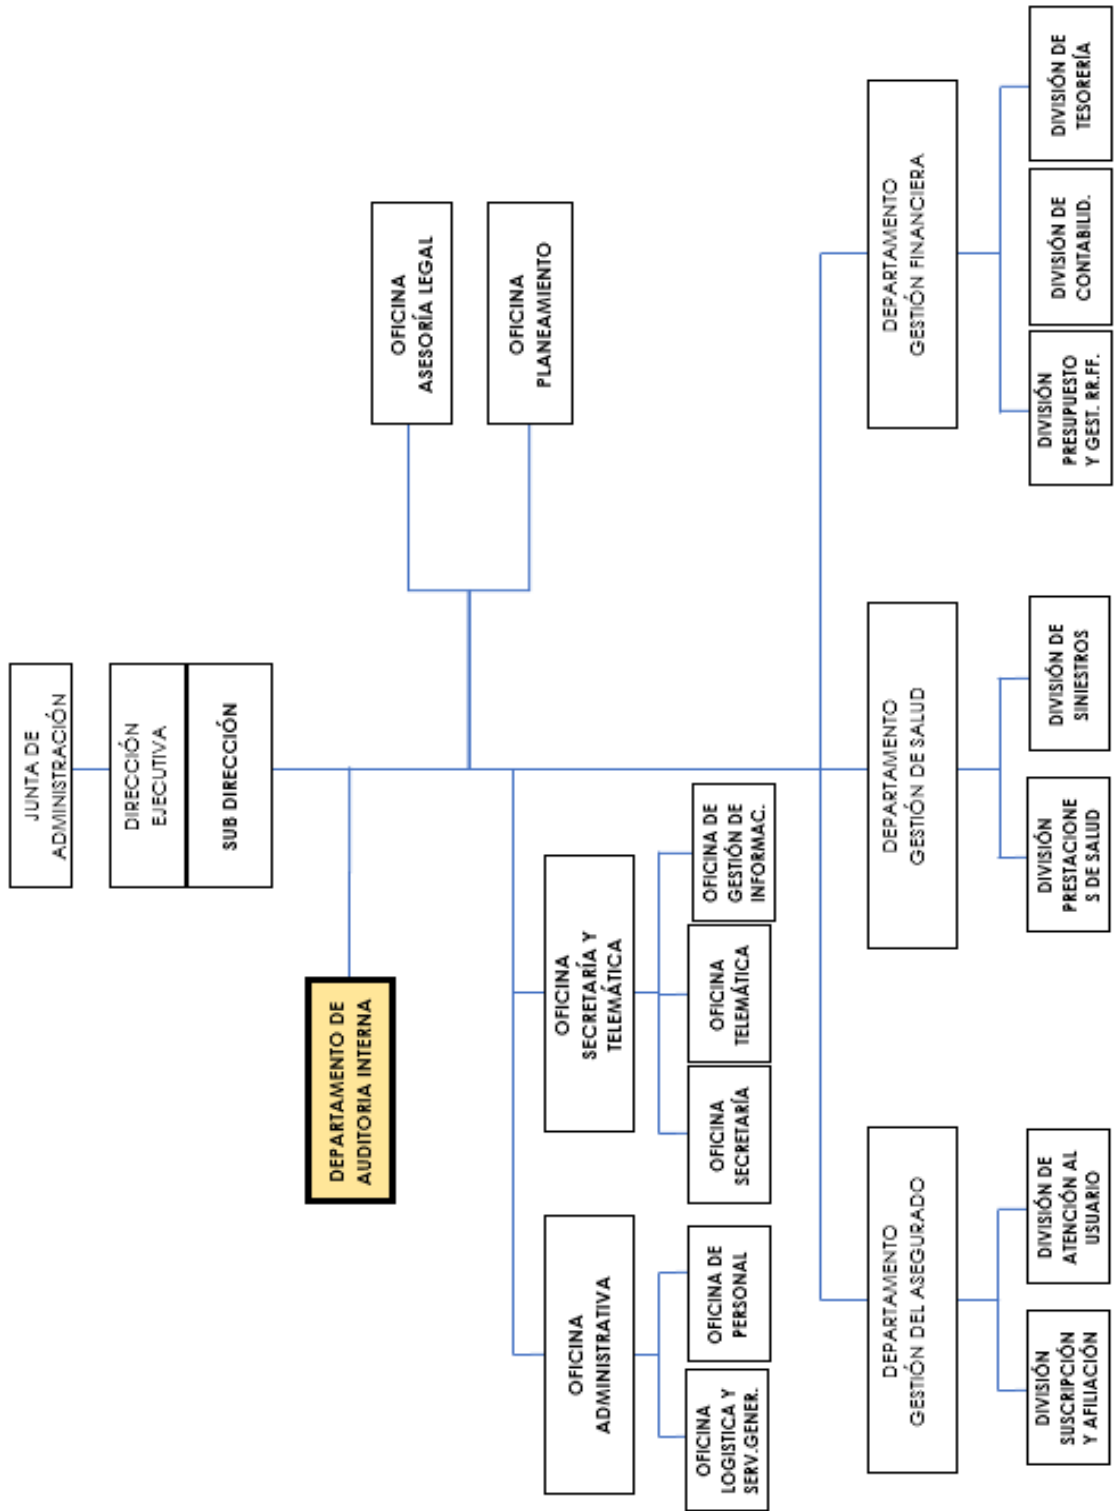 JUNTA DE
ADMINISTRACIÓN
DIRECCIÓN
EJECUTIVA
SUB DIRECCIÓN
DEPARTAMENTO DE
AUDITORIA INTERNA
OFICINA
ASESORÍA LEGAL
OFICINA
PLANEAMIENTO
OFICINA
ADMINISTRATIVA
OFICINA
SECRETARÍA Y
TELEMÁTICA
OFICINA
LOGISTICA Y
SERV.GENER.
OFICINA DE
PERSONAL
OFICINA
SECRETARÍA
OFICINA
TELEMÁTICA
OFICINA DE
GESTIÓN DE
INFORMAC.
DEPARTAMENTO
GESTIÓN DEL ASEGURADO
DEPARTAMENTO
GESTIÓN DE SALUD
DEPARTAMENTO
GESTIÓN FINANCIERA
DIVISIÓN
SUSCRIPCIÓN
Y AFILIACIÓN
DIVISIÓN DE
ATENCIÓN AL
USUARIO
DIVISIÓN
PRESTACIONE
S DE SALUD
DIVISIÓN DE
SINIESTROS
DIVISIÓN
PRESUPUESTO
Y GEST. RR.FF.
DIVISIÓN DE
CONTABILID.
DIVISIÓN DE
TESORERÍA